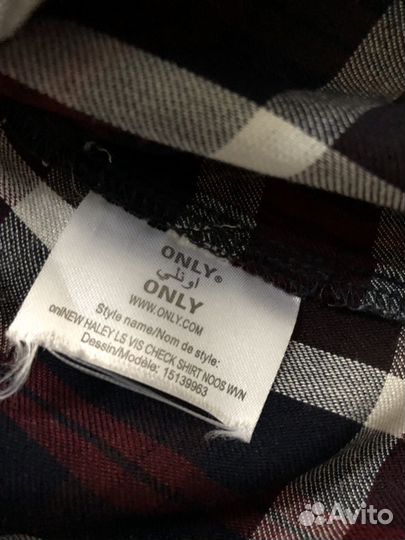 ONLY®
اونلي
ONLY
WWW.ONLY.COM
Style name/Nom de style:
onlNEW HALEY LS VIS CHECK SHIRT NOOS WVN
Dessin/Modèle: 15139963
Avito